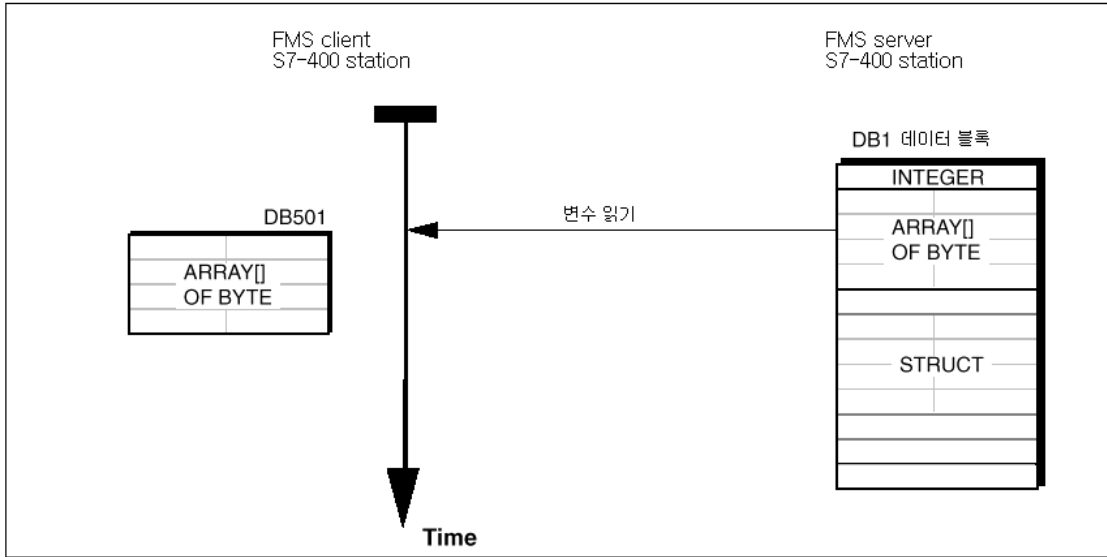 FMS client
S7-400 station
FMS server
S7-400 station
DB1 데이터 블록
INTEGER
변수 읽기
DB501
ARRAY[]
OF BYTE
ARRAY[]
OF BYTE
STRUCT
Time